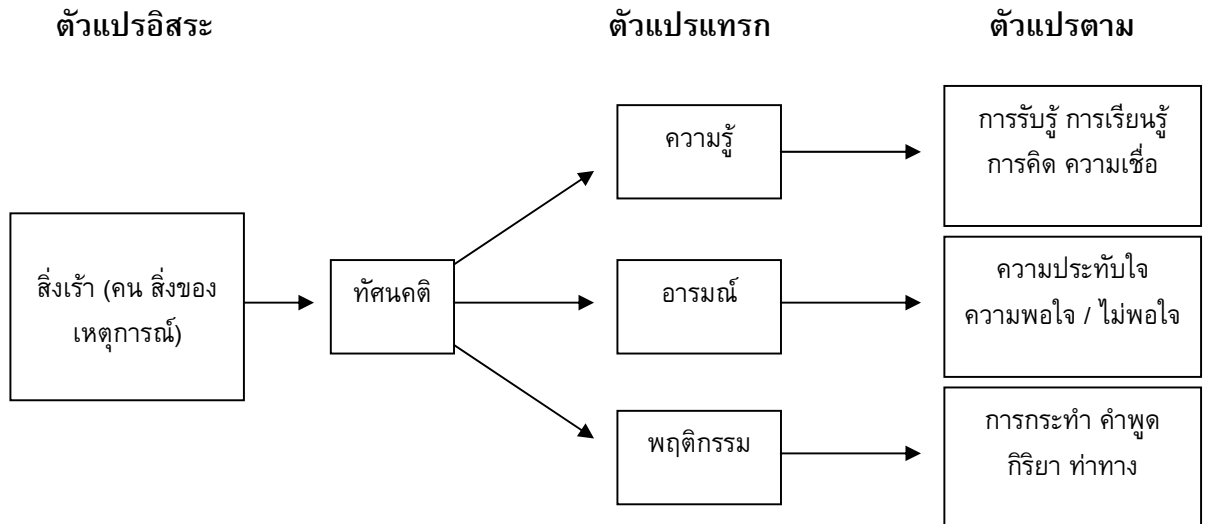 ตัวแปรอิสระ
ตัวแปรแทรก
ตัวแปรตาม
สิ่งเร้า (คน สิ่งของ
เหตุการณ์)
ทัศนคติ
ความรู้
การรับรู้ การเรียนรู้
การคิด ความเชื่อ
อารมณ์
ความประทับใจ
ความพอใจ / ไม่พอใจ
พฤติกรรม
การกระทำ คำพูด
กิริยา ท่าทาง